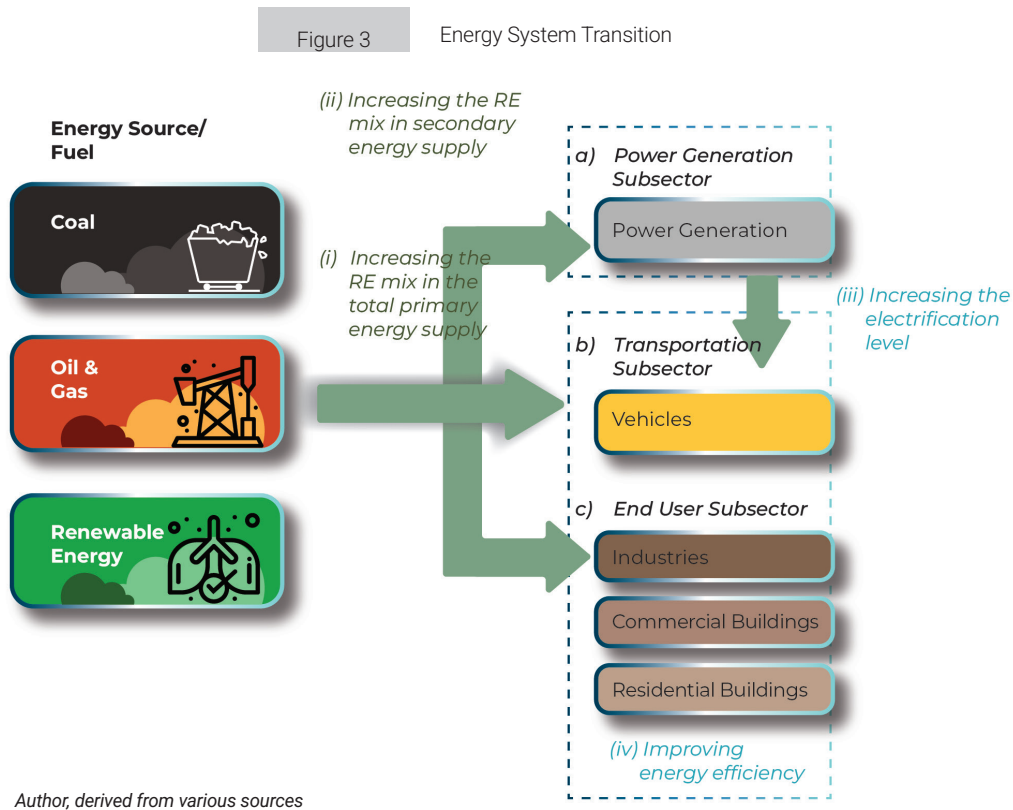 Figure 3
Energy System Transition
Energy Source/
Fuel
Coal
Oil &
Gas
Renewable
Energy
(ii) Increasing the RE
mix in secondary
energy supply
(i) Increasing the
RE mix in the
total primary
energy supply
a) Power Generation
Subsector
Power Generation
(iii) Increasing the
electrification
level
b) Transportation
Subsector
Vehicles
c) End User Subsector
Industries
Commercial Buildings
Residential Buildings
(iv) Improving
energy efficiency
Author, derived from various sources